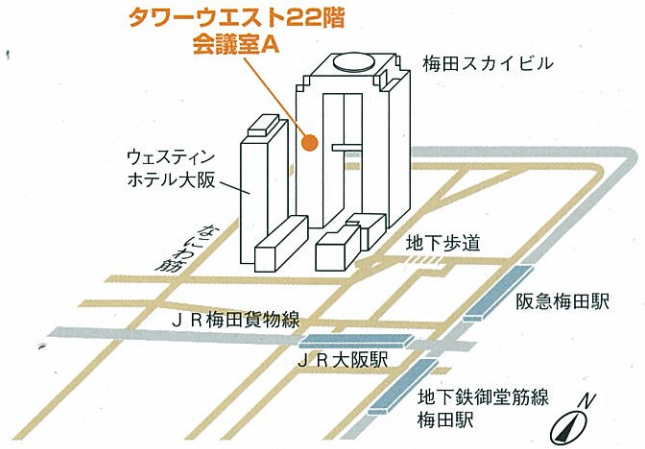 タワーウエスト22階
会議室A
梅田スカイビル
ウェスティン
ホテル大阪
なにわ筋
地下歩道
阪急梅田駅
JR梅田貨物線
JR大阪駅
地下鉄御堂筋線
梅田駅
N